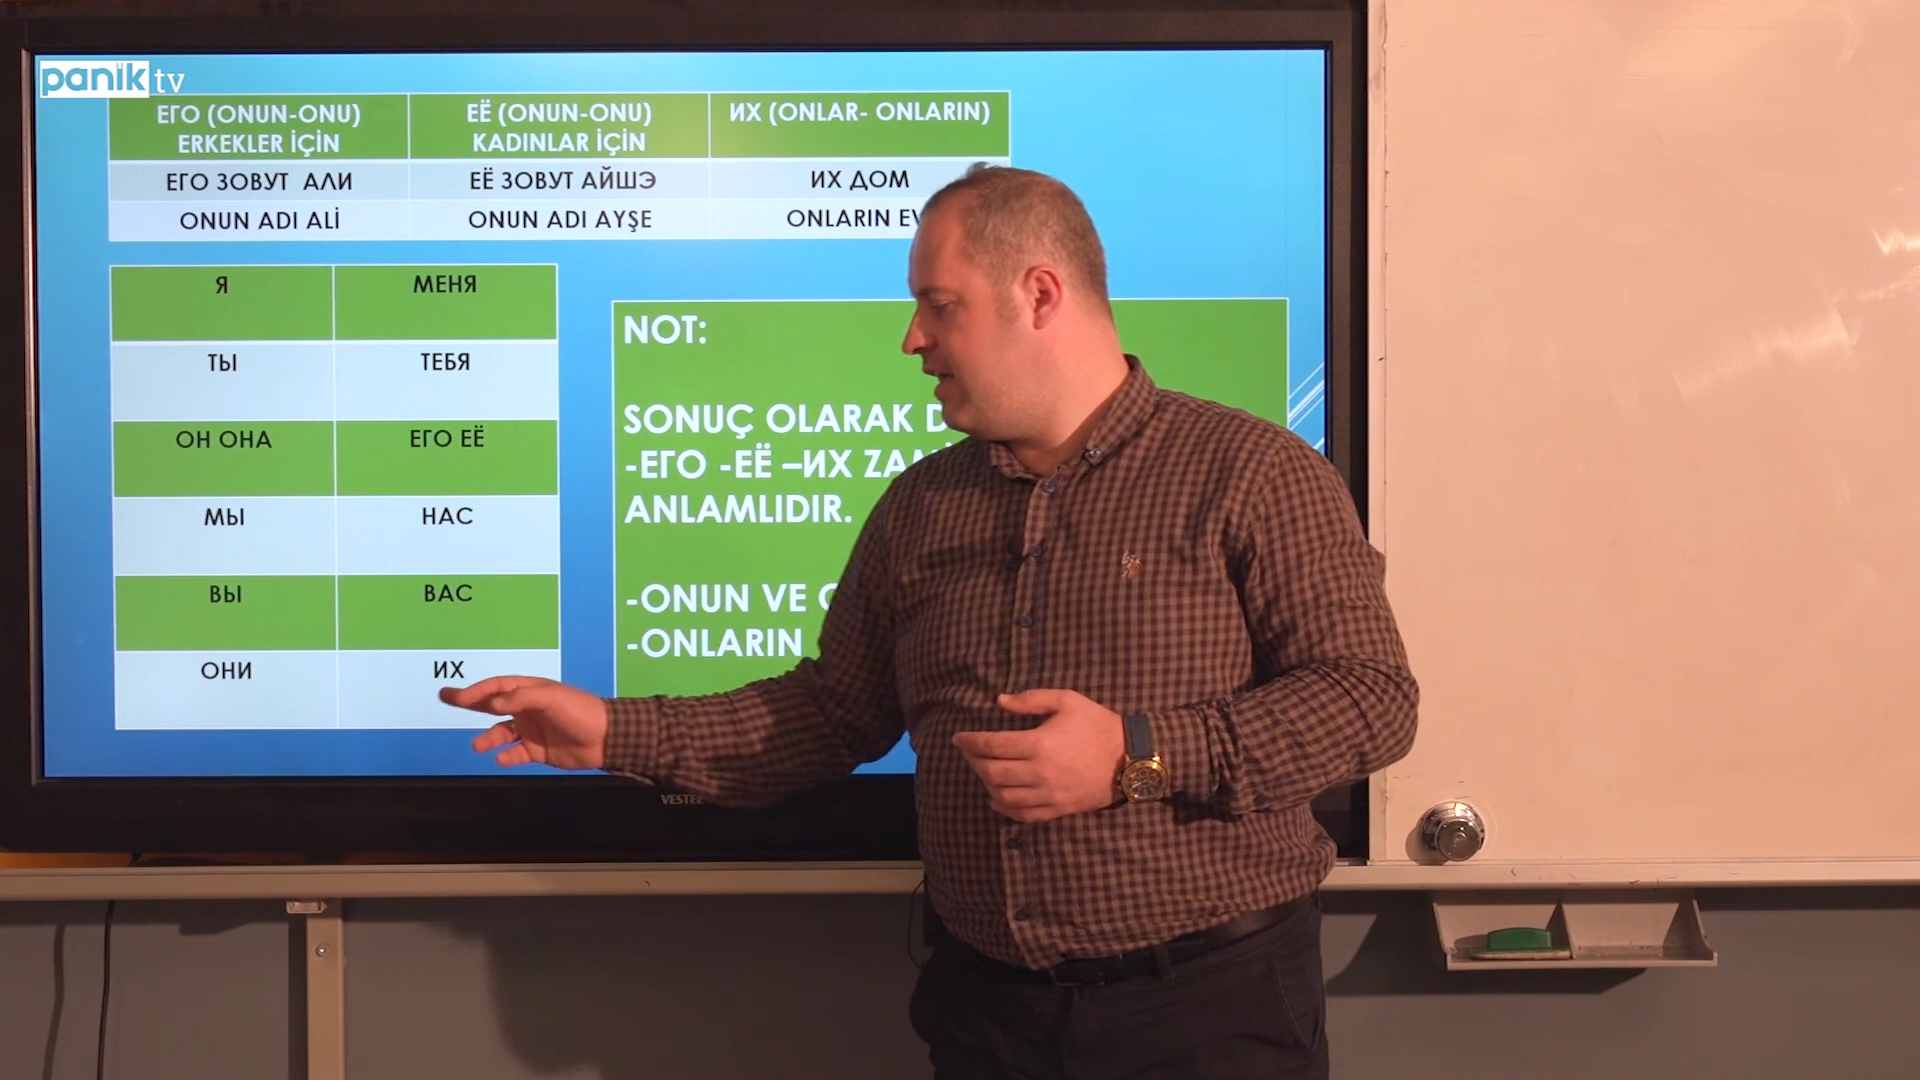 panik tv
ЕГО (ONUN-ONU)
ERKEKLER İÇİN
ЕЁ (ONUN-ONU)
KADINLAR İÇİN
ИХ (ONLAR- ONLARIN)
ЕГО ЗОВУТ АЛИ
ЕЁ ЗОВУТ АЙШЭ
ИХ ДОМ
ONUN ADI ALİ
ONUN ADI AYŞE
ONLARIN
Я
МЕНЯ
ТЫ
ТЕБЯ
ОН ОНА
ЕГО ЕЁ
МЫ
НАС
ВЫ
ВАС
ОНИ
ИХ
NOT:
SONUÇ OLARAK
-ЕГО -ЕЁ –ИХ
ANLAMLIDIR.
-ONUN VE
-ONLARIN
VESTEL